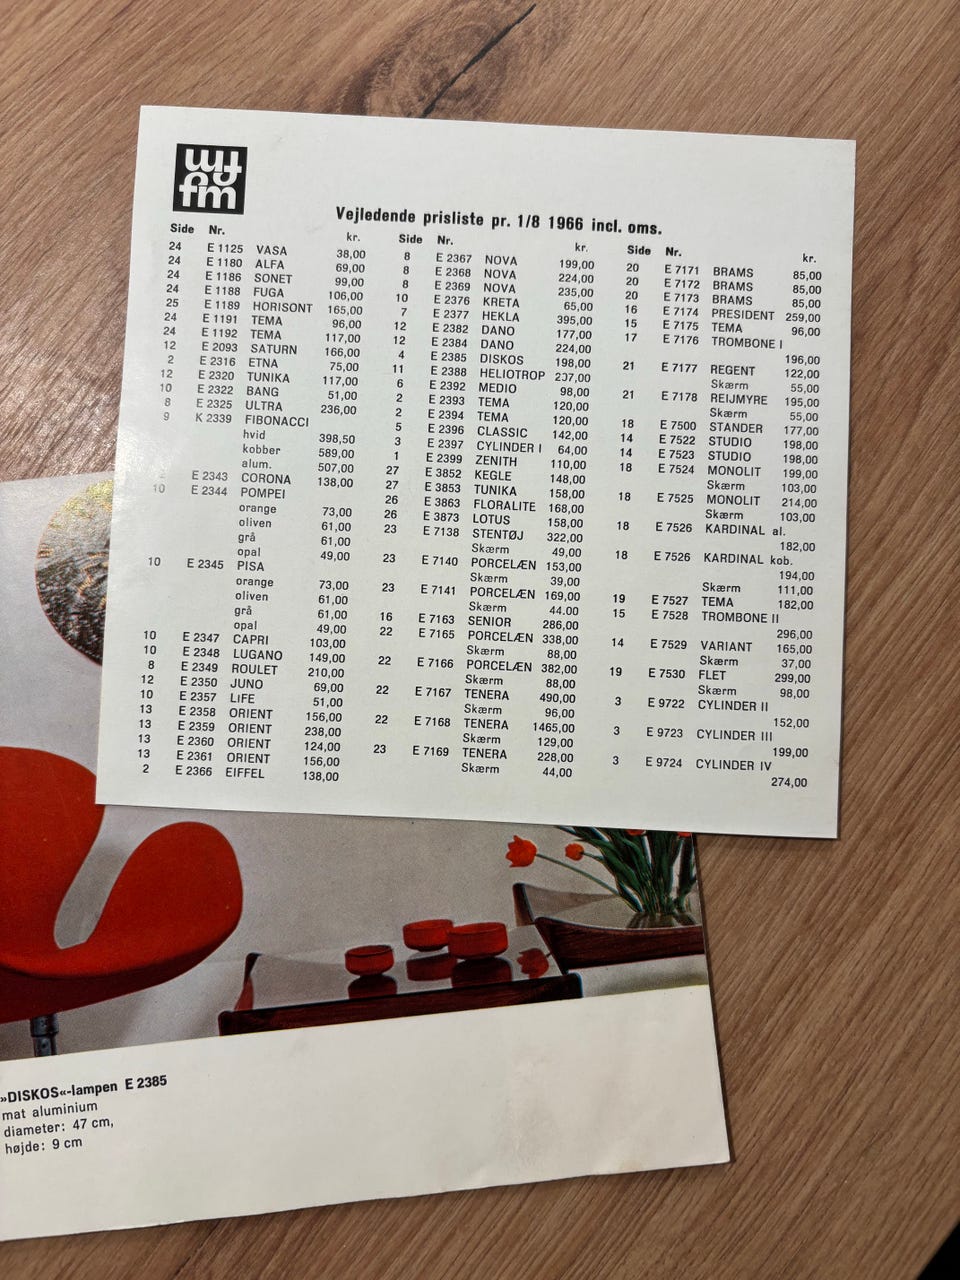 Vejledende prisliste pr. 1/8 1966 incl. oms.
Side Nr. kr.
24 E 1125 VASA 38,00
24 E 1180 ALFA 69,00
24 E 1186 SONET 99,00
24 E 1188 FUGA 106,00
25 E 1189 HORISONT 165,00
24 E 1191 TEMA 96,00
24 E 1192 TEMA 117,00
12 E 2093 SATURN 166,00
2 E 2316 ETNA 75,00
12 E 2320 TUNIKA 117,00
10 E 2322 BANG 51,00
8 E 2325 ULTRA 236,00
9 K 2339 FIBONACCI
hvid 398,50
kobber 589,00
alum. 507,00
2 E 2343 CORONA 138,00
10 E 2344 POMPEI
orange 73,00
oliven 61,00
grå 61,00
opal 49,00
10 E 2345 PISA
orange 73,00
oliven 61,00
grå 61,00
opal 49,00
10 E 2347 CAPRI 103,00
10 E 2348 LUGANO 149,00
8 E 2349 ROULET 210,00
12 E 2350 JUNO 69,00
10 E 2357 LIFE 51,00
13 E 2358 ORIENT 156,00
13 E 2359 ORIENT 238,00
13 E 2360 ORIENT 124,00
13 E 2361 ORIENT 156,00
2 E 2366 EIFFEL 138,00
Side Nr. kr.
8 E 2367 NOVA 199,00
8 E 2368 NOVA 224,00
8 E 2369 NOVA 235,00
10 E 2376 KRETA 65,00
7 E 2377 HEKLA 395,00
12 E 2382 DANO 177,00
12 E 2384 DANO 224,00
4 E 2385 DISKOS 198,00
11 E 2388 HELIOTROP 207,00
6 E 2392 MEDIO 98,00
2 E 2393 TEMA 120,00
2 E 2394 TEMA 120,00
5 E 2396 CLASSIC 142,00
3 E 2397 CYLINDER I 64,00
1 E 2399 ZENITH 110,00
27 E 3852 KEGLE 148,00
27 E 3853 TUNIKA 158,00
26 E 3863 FLORALITE 168,00
26 E 3873 LOTUS 158,00
23 E 7138 STENTØJ 322,00
Skærm 49,00
23 E 7140 PORCELÆN 153,00
Skærm 39,00
23 E 7141 PORCELÆN 169,00
Skærm 44.00
16 E 7163 SENIOR 286,00
22 E 7165 PORCELÆN 338,00
Skærm 88,00
22 E 7166 PORCELÆN 382,00
Skærm 88,00
22 E 7167 TENERA 490,00
Skærm 96,00
22 E 7168 TENERA 1465,00
Skærm 129,00
23 E 7169 TENERA 228,00
Skærm 44,00
Side Nr. kr.
20 E 7171 BRAMS 85,00
20 E 7172 BRAMS 85,00
20 E 7173 BRAMS 85,00
16 E 7174 PRESIDENT 259,00
15 E 7175 TEMA 96,00
17 E 7176 TROMBONE I
196,00
21 E 7177 REGENT 122,00
Skærm 55,00
21 E 7178 REIJMYRE 195,00
Skærm 55,00
18 E 7500 STANDER 177,00
14 E 7522 STUDIO 198,00
14 E 7523 STUDIO 198,00
18 E 7524 MONOLIT 199,00
Skærm 103,00
18 E 7525 MONOLIT 214,00
Skærm 103,00
18 E 7526 KARDINAL al.
182,00
18 E 7526 KARDINAL kob.
194,00
Skærm 111,00
19 E 7527 TEMA 182,00
15 E 7528 TROMBONE II
296,00
14 E 7529 VARIANT 165,00
Skærm 37,00
19 E 7530 FLET 299,00
Skærm 98,00
3 E 9722 CYLINDER II
152,00
3 E 9723 CYLINDER III
199,00
3 E 9724 CYLINDER IV
274,00
»DISKOS«-lampen E 2385
mat aluminium
diameter: 47 cm,
højde: 9 cm